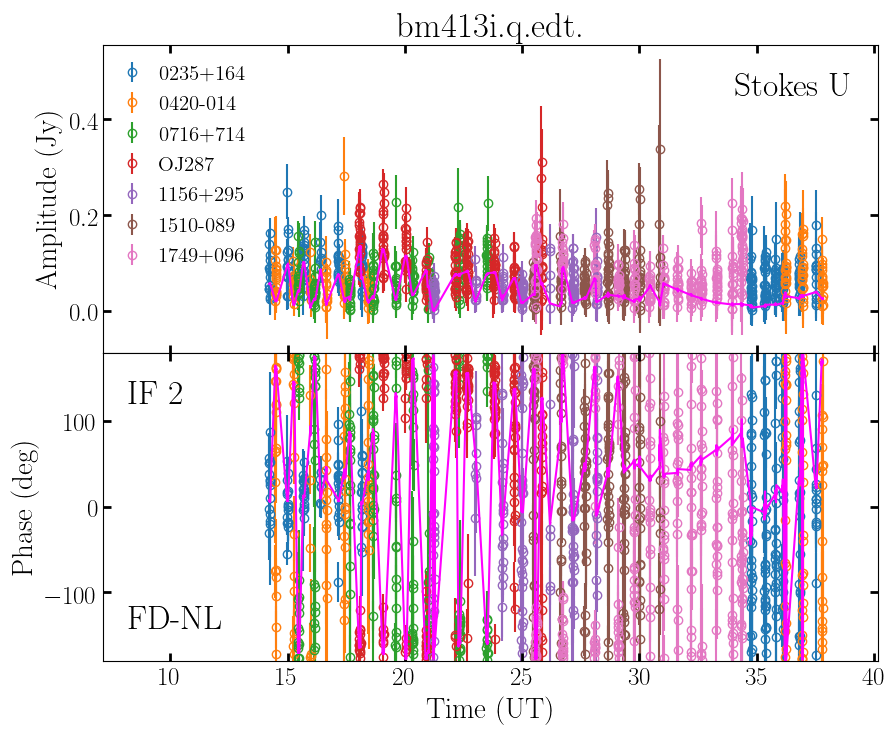 bm413i.q.edt.
Stokes U
0235+164
0420-014
0716+714
OJ287
1156+295
1510-089
1749+096
Amplitude (Jy)
0.4
0.2
0.0
IF 2
FD-NL
Phase (deg)
100
0
−100
10 15 20 25 30 35 40
Time (UT)